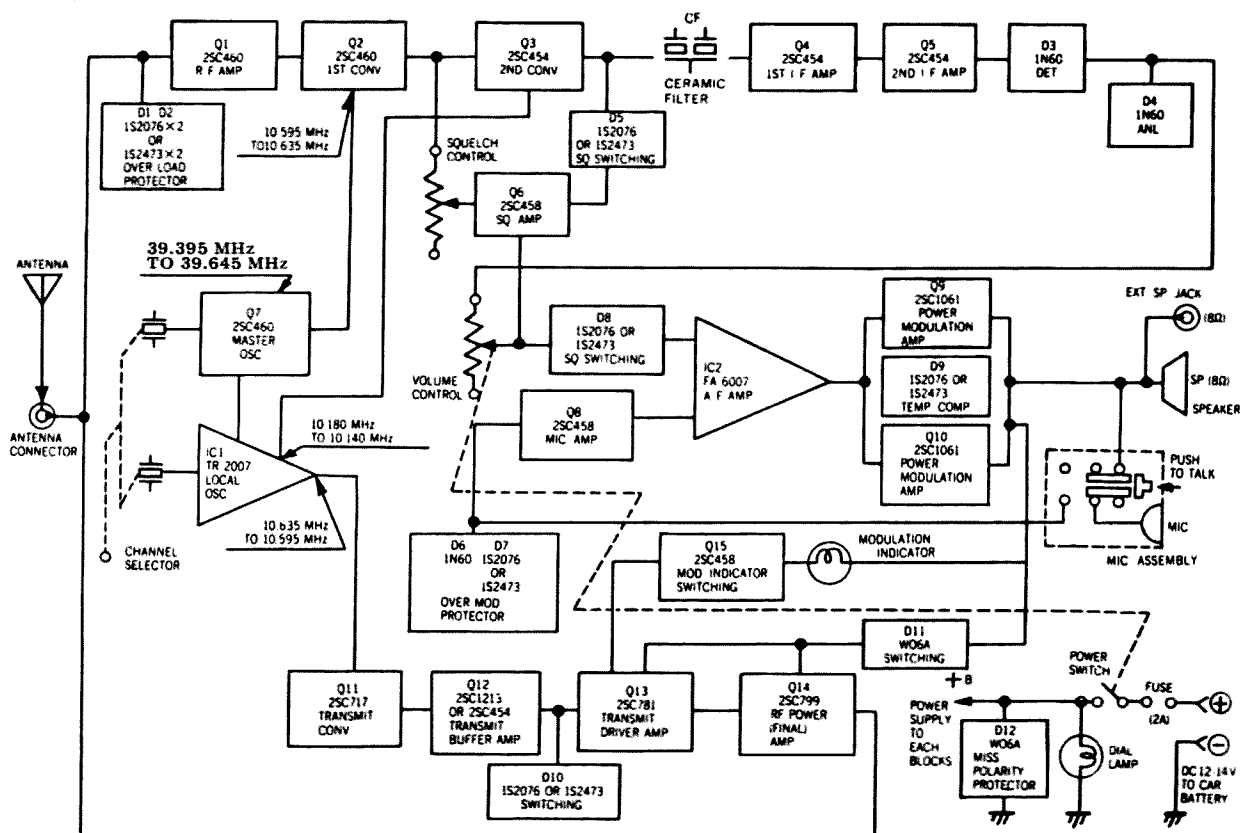 Q1
2SC460
RF AMP
Q2
2SC460
1ST CONV
Q3
2SC454
2ND CONV
CF
CERAMIC
FILTER
Q4
2SC454
1ST I F AMP
Q5
2SC454
2ND I F AMP
D3
1N60
DET
D4
1N60
ANL
D1 D2
1S2076×2
OR
1S2473×2
OVER LOAD
PROTECTOR
10 595 MHz
TO10 635 MHz
SQUELCH
CONTROL
D5
1S2076
OR 1S2473
SQ SWITCHING
Q6
2SC458
SQ AMP
39.395 MHz
TO 39.645 MHz
ANTENNA
Q7
2SC460
MASTER
OSC
ANTENNA
CONNECTOR
VOLUME
CONTROL
D8
1S2076 OR
1S2473
SQ SWITCHING
Q8
2SC458
MIC AMP
IC2
FA 6007
A F AMP
Q9
2SC1061
POWER
MODULATION
AMP
D9
1S2076 OR
1S2473
TEMP COMP
Q10
2SC1061
POWER
MODULATION
AMP
EXT SP JACK
(8Ω)
SP (8Ω)
SPEAKER
PUSH
TO TALK
MIC
MIC ASSEMBLY
10 180 MHz
TO 10 140 MHz
IC1
TR 2007
LOCAL
OSC
10.635 MHz
TO 10 595 MHz
CHANNEL
SELECTOR
D6 D7
1N60 1S2076
OR
1S2473
OVER MOD
PROTECTOR
Q15
2SC458
MOD INDICATOR
SWITCHING
MODULATION
INDICATOR
D11
W06A
SWITCHING
Q11
2SC717
TRANSMIT
CONV
Q12
2SC1213
OR 2SC454
TRANSMIT
BUFFER AMP
D10
1S2076 OR 1S2473
SWITCHING
Q13
2SC781
TRANSMIT
DRIVER AMP
Q14
2SC799
RF POWER
(FINAL)
AMP
+ B
POWER
SUPPLY
TO
EACH
BLOCKS
D12
W06A
MISS
POLARITY
PROTECTOR
DIAL
LAMP
POWER
SWITCH
FUSE
(2A)
+
−
DC 12-14V
TO CAR
BATTERY